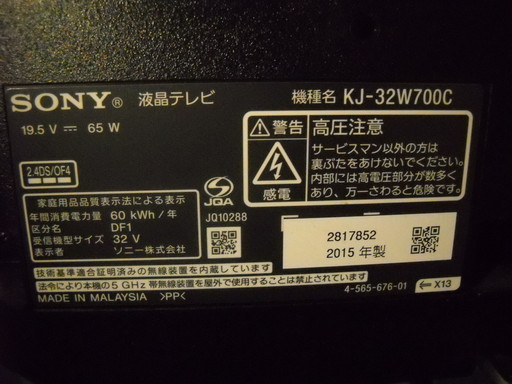 SONY® 液晶テレビ
機種名 KJ-32W700C
19.5 V ⎓ 65 W
警告 高圧注意
サービスマン以外の方は
裏ぶたをあけないでください。
内部には高電圧部分が数多く
あり、万一さわると危険です。
感電
2.4DS/OF4
家庭用品品質表示法による表示
年間消費電力量 60 kWh/年
区分名 DF1
受信機型サイズ 32 V
表示者 ソニー株式会社
JQA
JQ10288
2817852
2015 年製
技術基準適合証明済みの無線装置を内蔵しています
法令により本機の5 GHz 帯無線装置を屋外で使用することは禁止されています。
MADE IN MALAYSIA >PP<
4-565-676-01 ← X13